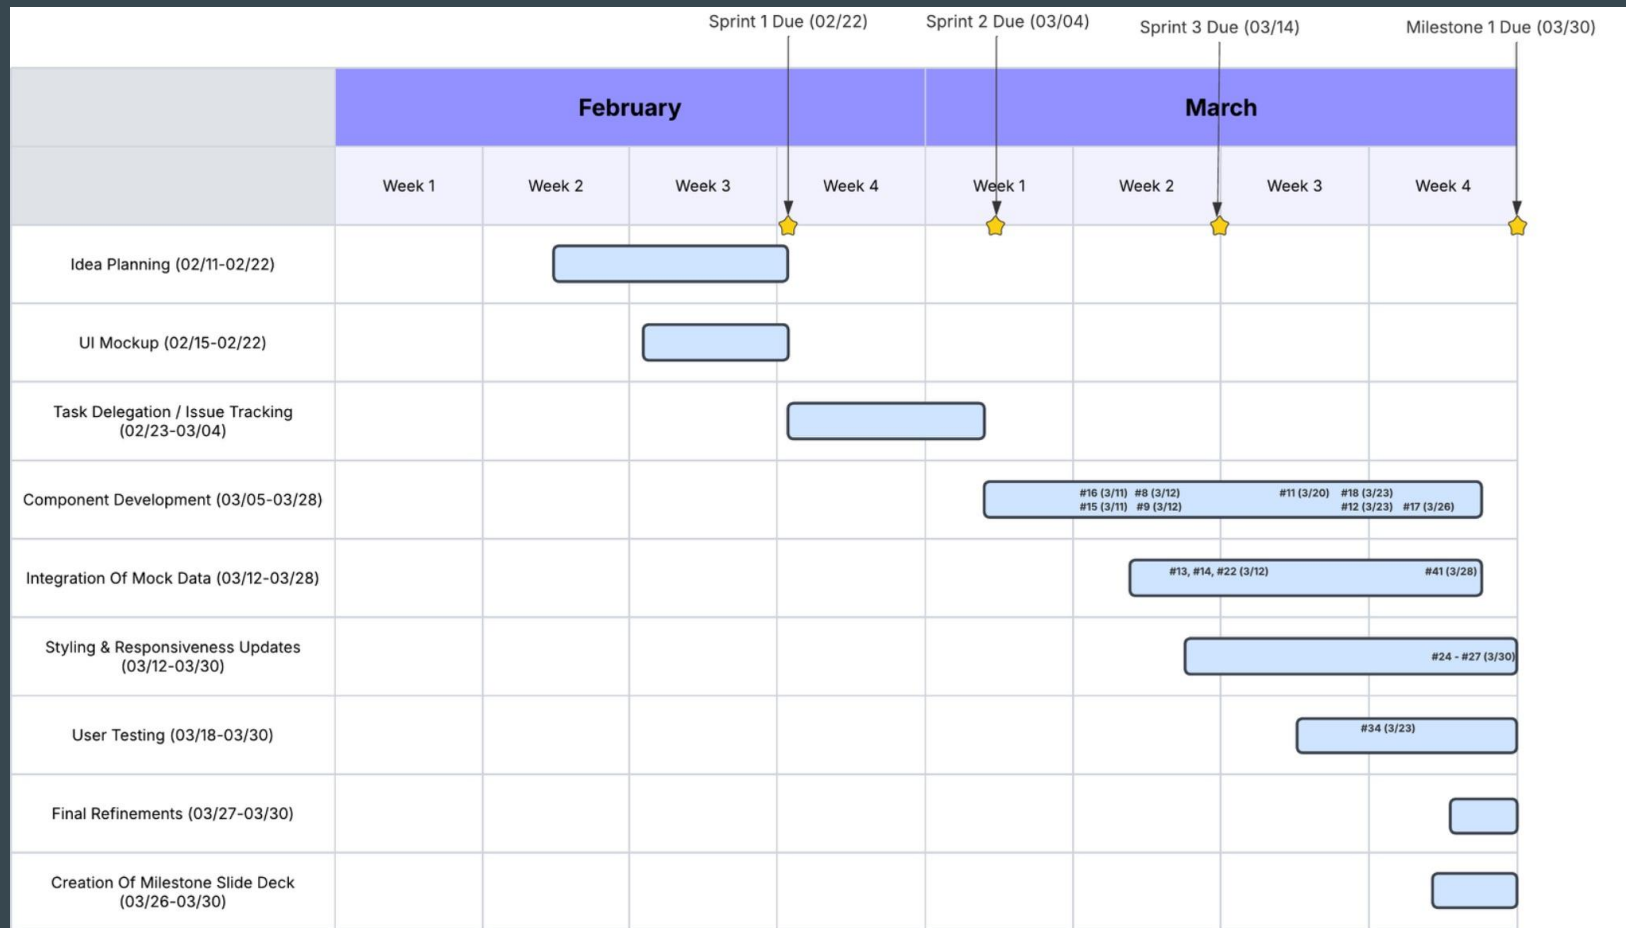 Sprint 1 Due (02/22)
Sprint 2 Due (03/04)
Sprint 3 Due (03/14)
Milestone 1 Due (03/30)
February
March
Week 1
Week 2
Week 3
Week 4
Week 1
Week 2
Week 3
Week 4
Idea Planning (02/11-02/22)
UI Mockup (02/15-02/22)
Task Delegation / Issue Tracking
(02/23-03/04)
Component Development (03/05-03/28)
#16 (3/11) #8 (3/12) #11 (3/20) #18 (3/23)
#15 (3/11) #9 (3/12) #12 (3/23) #17 (3/26)
Integration Of Mock Data (03/12-03/28)
#13, #14, #22 (3/12)
#41 (3/28)
Styling & Responsiveness Updates
(03/12-03/30)
#24 - #27 (3/30)
User Testing (03/18-03/30)
#34 (3/23)
Final Refinements (03/27-03/30)
Creation Of Milestone Slide Deck
(03/26-03/30)